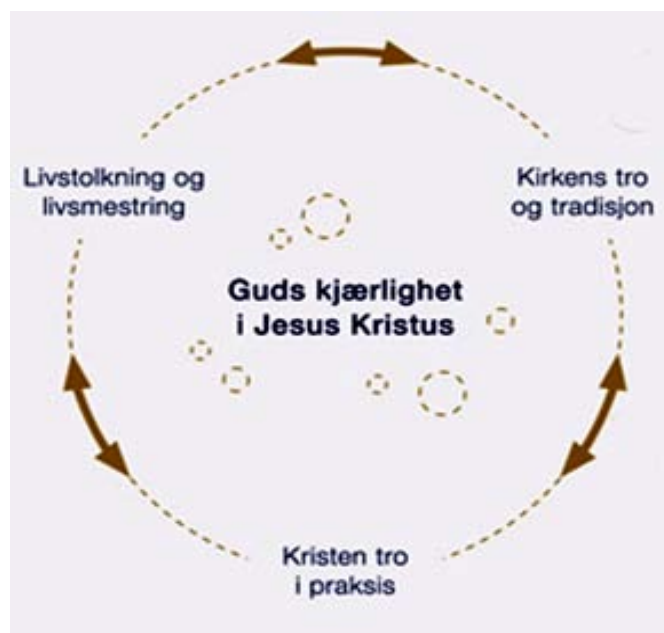 Livstolkning og
livsmestring
Kirkens tro
og tradisjon
Guds kjærlighet
i Jesus Kristus
Kristen tro
i praksis